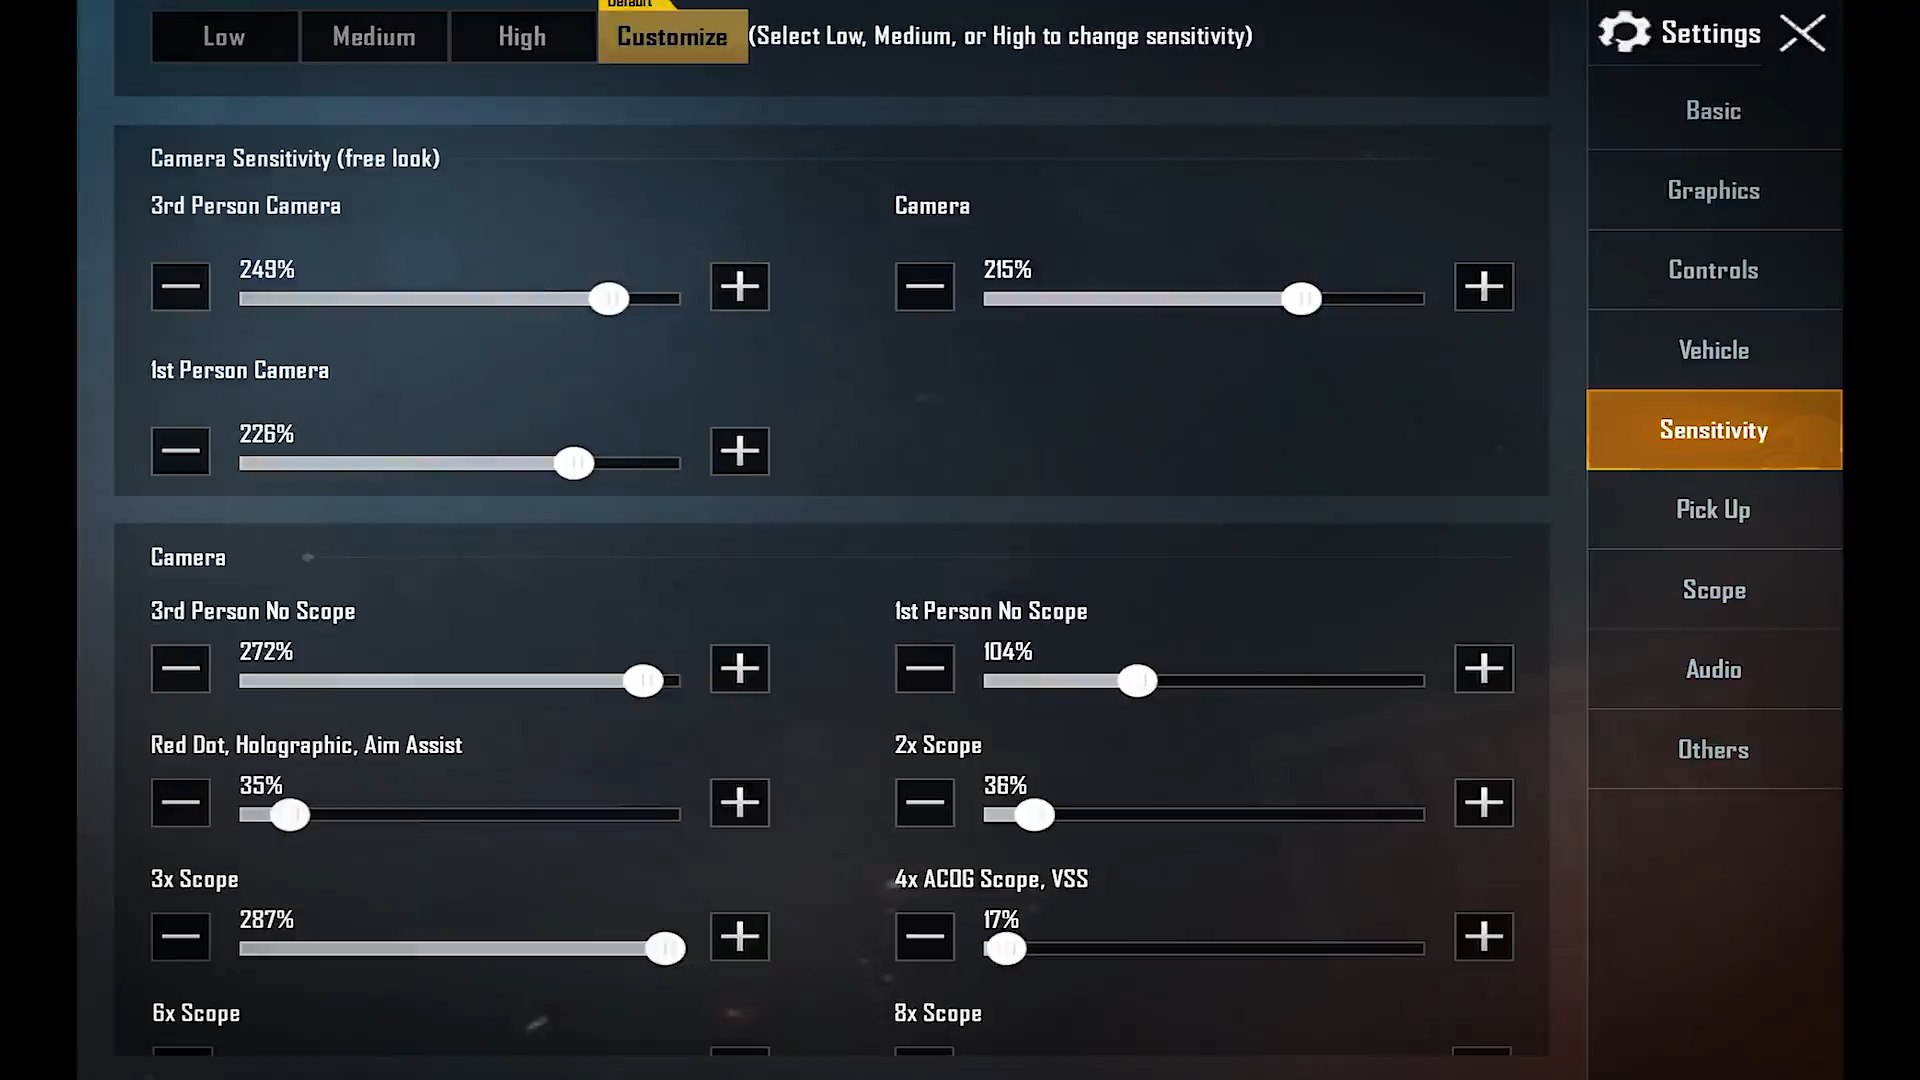 Default
Low
Medium
High
Customize
(Select Low, Medium, or High to change sensitivity)
Settings
Basic
Graphics
Controls
Vehicle
Sensitivity
Pick Up
Scope
Audio
Others
Camera Sensitivity (free look)
3rd Person Camera
249%
Camera
215%
1st Person Camera
226%
Camera
3rd Person No Scope
272%
1st Person No Scope
104%
Red Dot, Holographic, Aim Assist
35%
2x Scope
36%
3x Scope
287%
4x ACOG Scope, VSS
17%
6x Scope
8x Scope